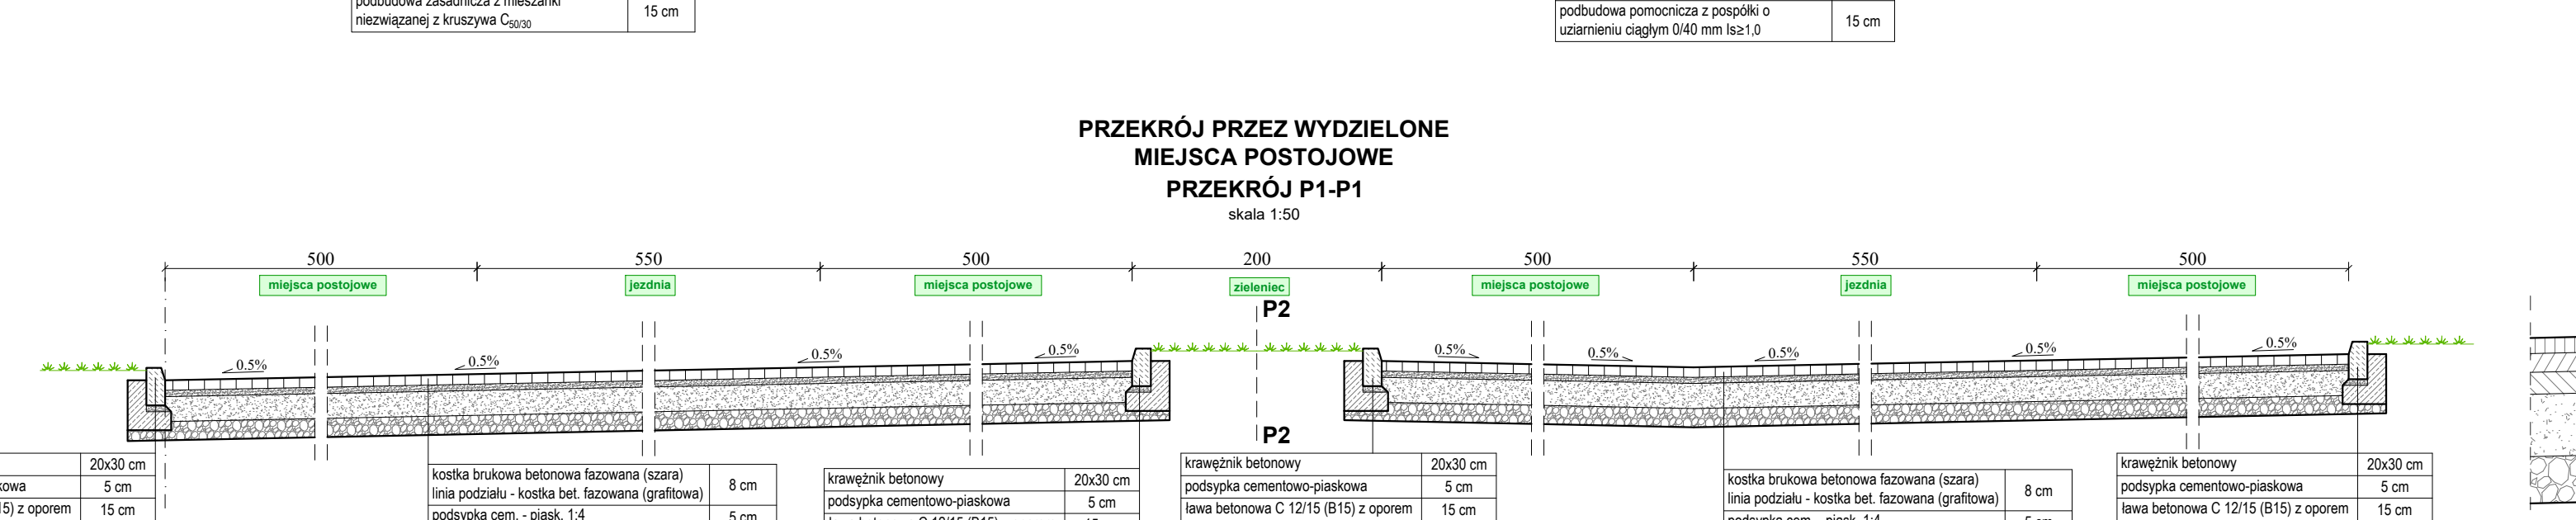 podbudowa zasadnicza z mieszanki
niezwiązanej z kruszywa C50/30
15 cm
podbudowa pomocnicza z pospółki o
uziarnieniu ciągłym 0/40 mm Is≥1,0
15 cm
PRZEKRÓJ PRZEZ WYDZIELONE
MIEJSCA POSTOJOWE
PRZEKRÓJ P1-P1
skala 1:50
500
550
500
200
500
550
500
miejsca postojowe
jezdnia
miejsca postojowe
zieleniec
miejsca postojowe
jezdnia
miejsca postojowe
P2
0.5%
0.5%
0.5%
0.5%
0.5%
0.5%
0.5%
0.5%
0.5%
P2
20x30 cm
kowa
5 cm
15) z oporem
15 cm
kostka brukowa betonowa fazowana (szara)
linia podziału - kostka bet. fazowana (grafitowa)
8 cm
podsypka cem. - piask. 1:4
5 cm
krawężnik betonowy
20x30 cm
podsypka cementowo-piaskowa
5 cm
krawężnik betonowy
20x30 cm
podsypka cementowo-piaskowa
5 cm
ława betonowa C 12/15 (B15) z oporem
15 cm
kostka brukowa betonowa fazowana (szara)
linia podziału - kostka bet. fazowana (grafitowa)
8 cm
podsypka cem. - piask. 1:4
5 cm
krawężnik betonowy
20x30 cm
podsypka cementowo-piaskowa
5 cm
ława betonowa C 12/15 (B15) z oporem
15 cm